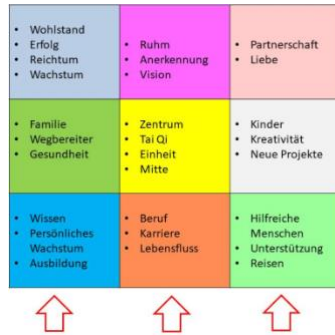 • Wohlstand
• Erfolg
• Reichtum
• Wachstum
• Ruhm
• Anerkennung
• Vision
• Partnerschaft
• Liebe
• Familie
• Wegbereiter
• Gesundheit
• Zentrum
• Tai Qi
• Einheit
• Mitte
• Kinder
• Kreativität
• Neue Projekte
• Wissen
• Persönliches
Wachstum
• Ausbildung
• Beruf
• Karriere
• Lebensfluss
• Hilfreiche
Menschen
• Unterstützung
• Reisen